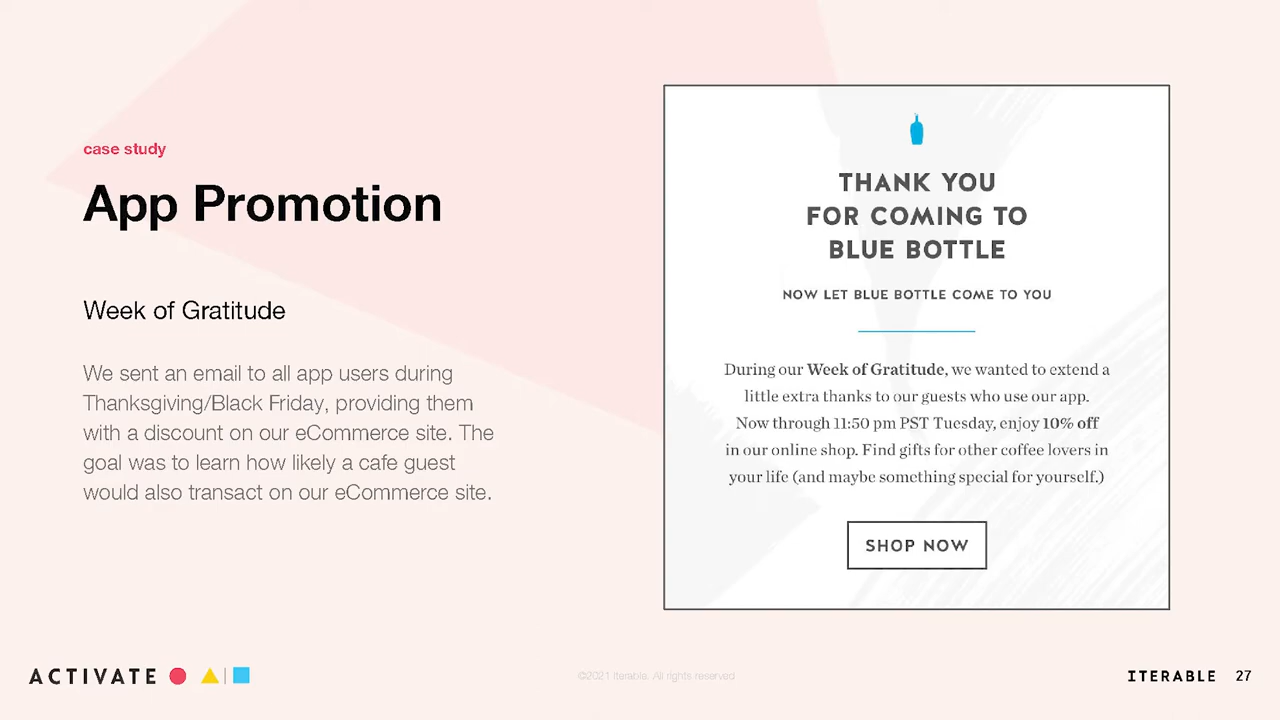 case study
App Promotion
Week of Gratitude
We sent an email to all app users during
Thanksgiving/Black Friday, providing them
with a discount on our eCommerce site. The
goal was to learn how likely a cafe guest
would also transact on our eCommerce site.
THANK YOU
FOR COMING TO
BLUE BOTTLE
NOW LET BLUE BOTTLE COME TO YOU
During our Week of Gratitude, we wanted to extend a
little extra thanks to our guests who use our app.
Now through 11:50 pm PST Tuesday, enjoy 10% off
in our online shop. Find gifts for other coffee lovers in
your life (and maybe something special for yourself.)
SHOP NOW
ACTIVATE
©2021 Iterable. All rights reserved
ITERABLE 27